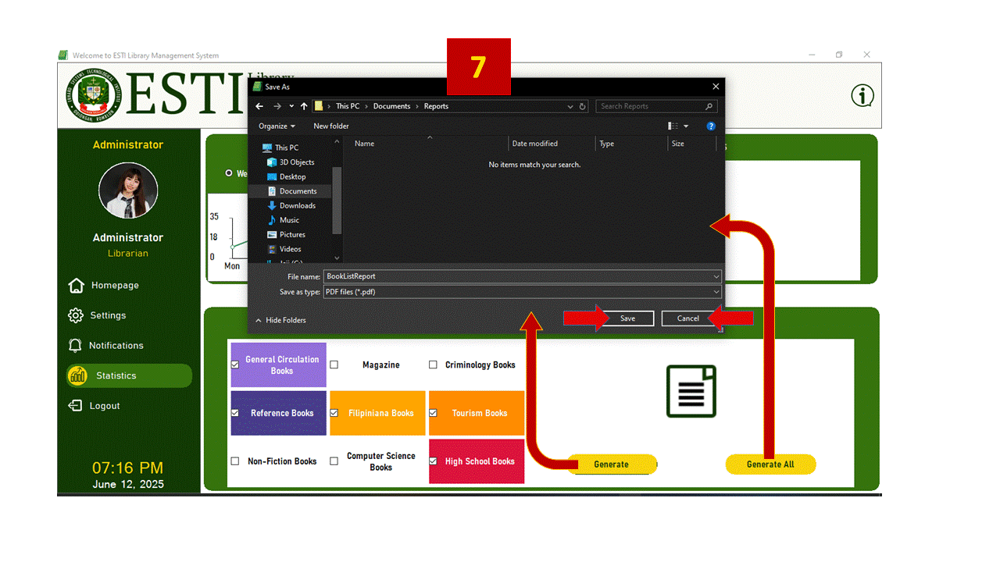 7
Welcome to ESTI Library Management System
ESTI Library
Save As
This PC > Documents > Reports
Search Reports
Organize
New folder
This PC
3D Objects
Desktop
Documents
Downloads
Music
Pictures
Videos
Name
Date modified
Type
Size
No items match your search.
File name: BookListReport
Save as type: PDF files (*.pdf)
Hide Folders
Save
Cancel
Administrator
Administrator
Librarian
Homepage
Settings
Notifications
Statistics
Logout
07:16 PM
June 12, 2025
35
18
0
Mon
General Circulation
Books
Magazine
Criminology Books
Reference Books
Filipiniana Books
Tourism Books
Non-Fiction Books
Computer Science
Books
High School Books
Generate
Generate All